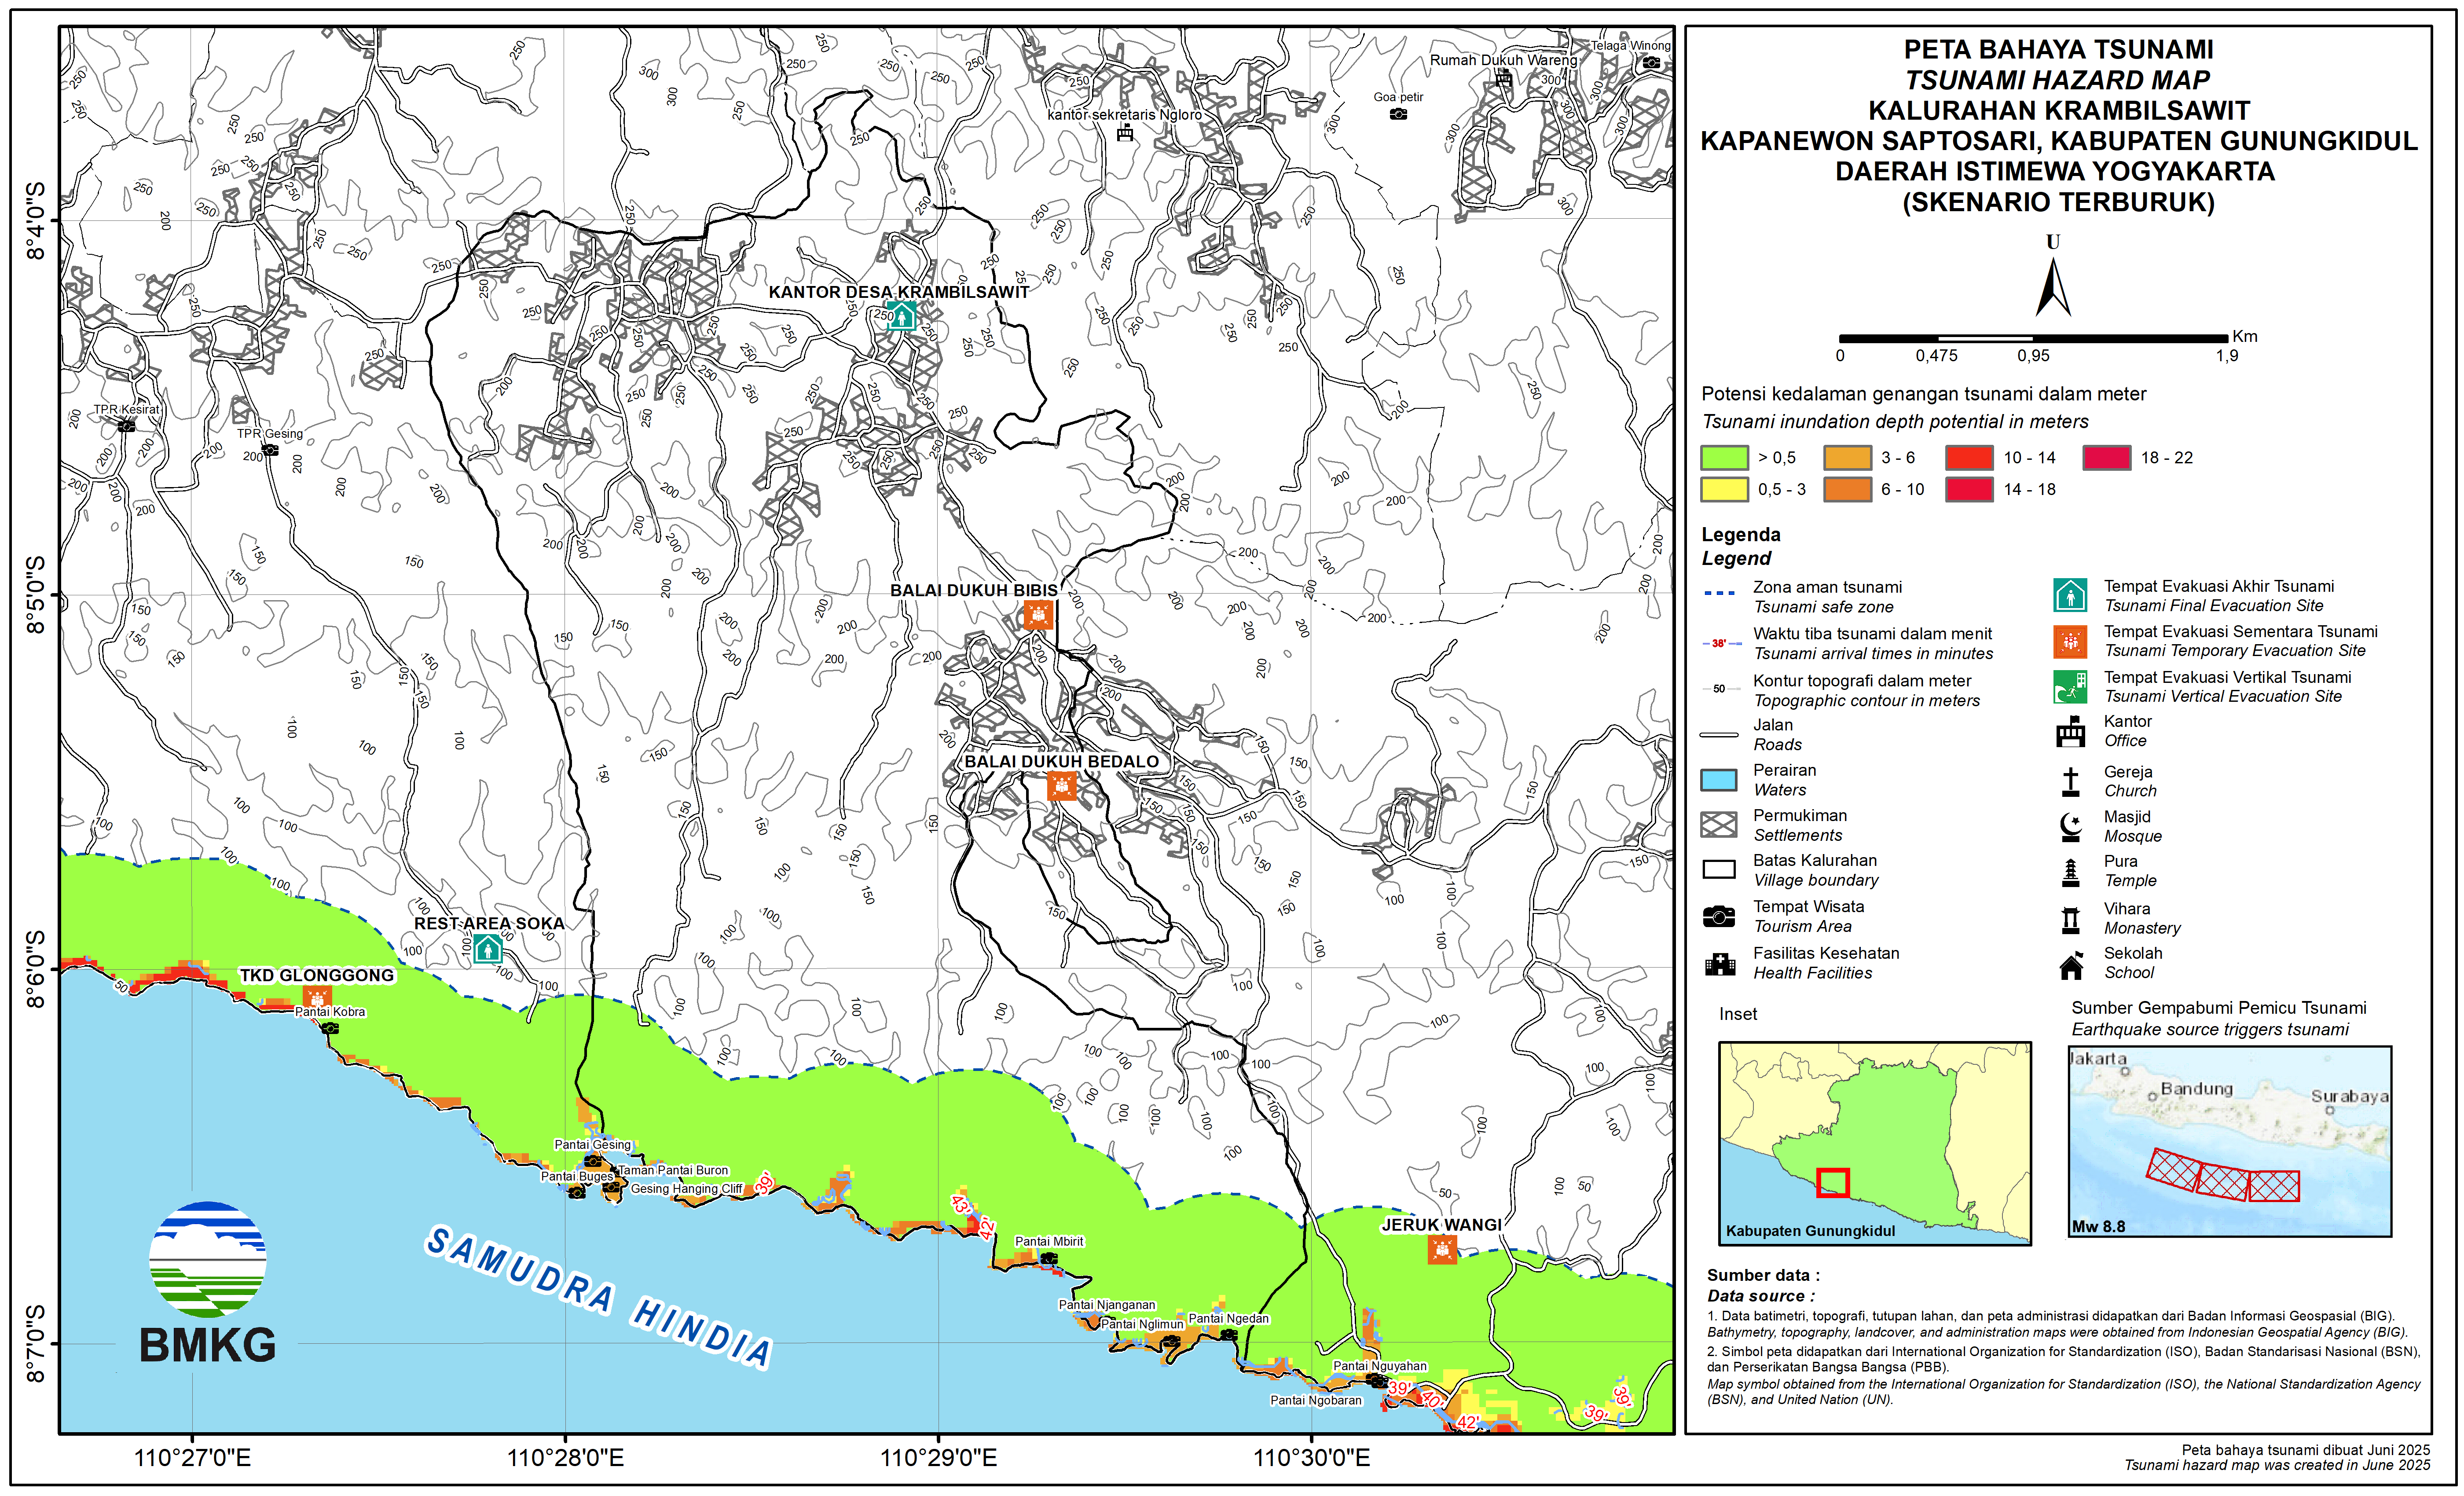 PETA BAHAYA TSUNAMI
TSUNAMI HAZARD MAP
KALURAHAN KRAMBILSAWIT
KAPANEWON SAPTOSARI, KABUPATEN GUNUNGKIDUL
DAERAH ISTIMEWA YOGYAKARTA
(SKENARIO TERBURUK)
U
Km
0 0,475 0,95 1,9
Potensi kedalaman genangan tsunami dalam meter
Tsunami inundation depth potential in meters
> 0,5
3 - 6
10 - 14
18 - 22
0,5 - 3
6 - 10
14 - 18
Legenda
Legend
Zona aman tsunami
Tsunami safe zone
38'
Waktu tiba tsunami dalam menit
Tsunami arrival times in minutes
50
Kontur topografi dalam meter
Topographic contour in meters
Jalan
Roads
Perairan
Waters
Permukiman
Settlements
Batas Kalurahan
Village boundary
Tempat Wisata
Tourism Area
Fasilitas Kesehatan
Health Facilities
Tempat Evakuasi Akhir Tsunami
Tsunami Final Evacuation Site
Tempat Evakuasi Sementara Tsunami
Tsunami Temporary Evacuation Site
Tempat Evakuasi Vertikal Tsunami
Tsunami Vertical Evacuation Site
Kantor
Office
Gereja
Church
Masjid
Mosque
Pura
Temple
Vihara
Monastery
Sekolah
School
Inset
Kabupaten Gunungkidul
Sumber Gempabumi Pemicu Tsunami
Earthquake source triggers tsunami
Jakarta
Bandung
Surabaya
Mw 8.8
Sumber data :
Data source :
1. Data batimetri, topografi, tutupan lahan, dan peta administrasi didapatkan dari Badan Informasi Geospasial (BIG).
Bathymetry, topography, landcover, and administration maps were obtained from Indonesian Geospatial Agency (BIG).
2. Simbol peta didapatkan dari International Organization for Standardization (ISO), Badan Standarisasi Nasional (BSN),
dan Perserikatan Bangsa Bangsa (PBB).
Map symbol obtained from the International Organization for Standardization (ISO), the National Standardization Agency
(BSN), and United Nation (UN).
Peta bahaya tsunami dibuat Juni 2025
Tsunami hazard map was created in June 2025
8°4'0"S
8°5'0"S
8°6'0"S
8°7'0"S
110°27'0"E
110°28'0"E
110°29'0"E
110°30'0"E
Telaga Winong
Rumah Dukuh Wareng
Goa petir
kantor sekretaris Ngloro
KANTOR DESA KRAMBILSAWIT
TPR Kesirat
TPR Gesing
BALAI DUKUH BIBIS
BALAI DUKUH BEDALO
REST AREA SOKA
TKD GLONGGONG
Pantai Kobra
Pantai Gesing
Taman Pantai Buron
Pantai Buges
Gesing Hanging Cliff
39'
43'
42'
Pantai Mbirit
JERUK WANGI
Pantai Njanganan
Pantai Nglimun
Pantai Ngedan
Pantai Nguyahan
Pantai Ngobaran
39'
40'
42'
39'
39'
SAMUDRA HINDIA
BMKG